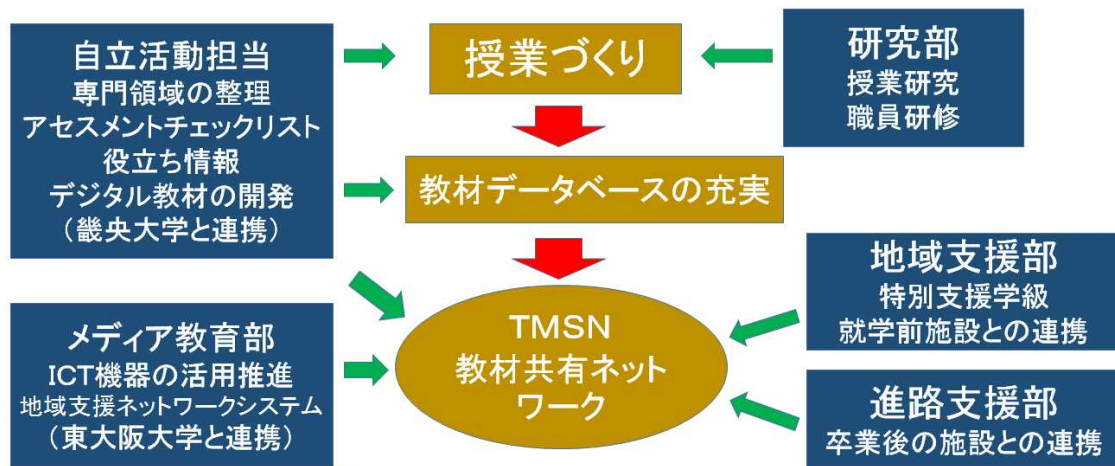 自立活動担当
専門領域の整理
アセスメントチェックリスト
役立ち情報
デジタル教材の開発
（畿央大学と連携）
授業づくり
研究部
授業研究
職員研修
教材データベースの充実
メディア教育部
ICT機器の活用推進
地域支援ネットワークシステム
（東大阪大学と連携）
TMSN
教材共有ネット
ワーク
地域支援部
特別支援学級
就学前施設との連携
進路支援部
卒業後の施設との連携